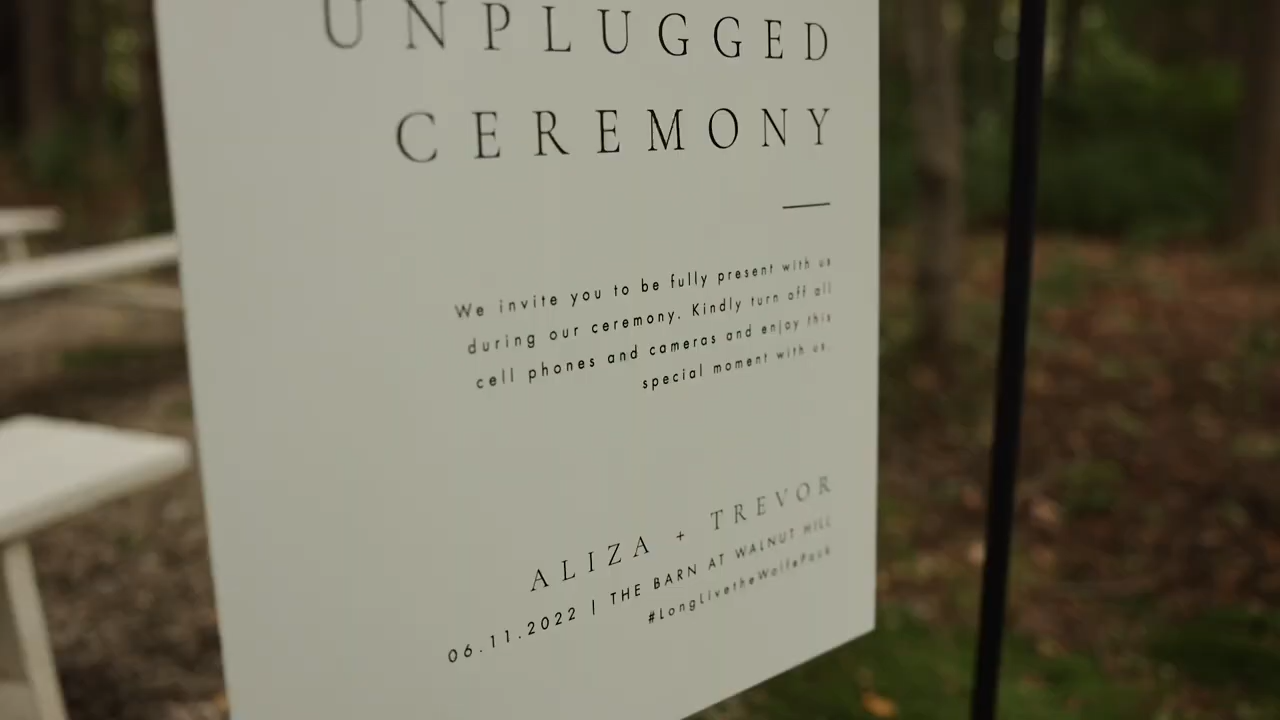 UNPLUGGED
CEREMONY
We invite you to be fully present with us
during our ceremony. Kindly turn off all
cell phones and cameras and enjoy this
special moment with us.
ALIZA + TREVOR
06.11.2022 | THE BARN AT WALNUT HILL
#LongLivetheWolfePack